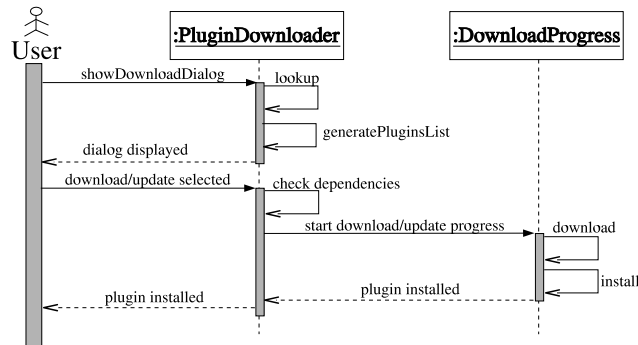 User
:PluginDownloader
:DownloadProgress
showDownloadDialog
lookup
generatePluginsList
dialog displayed
download/update selected
check dependencies
start download/update progress
download
install
plugin installed
plugin installed